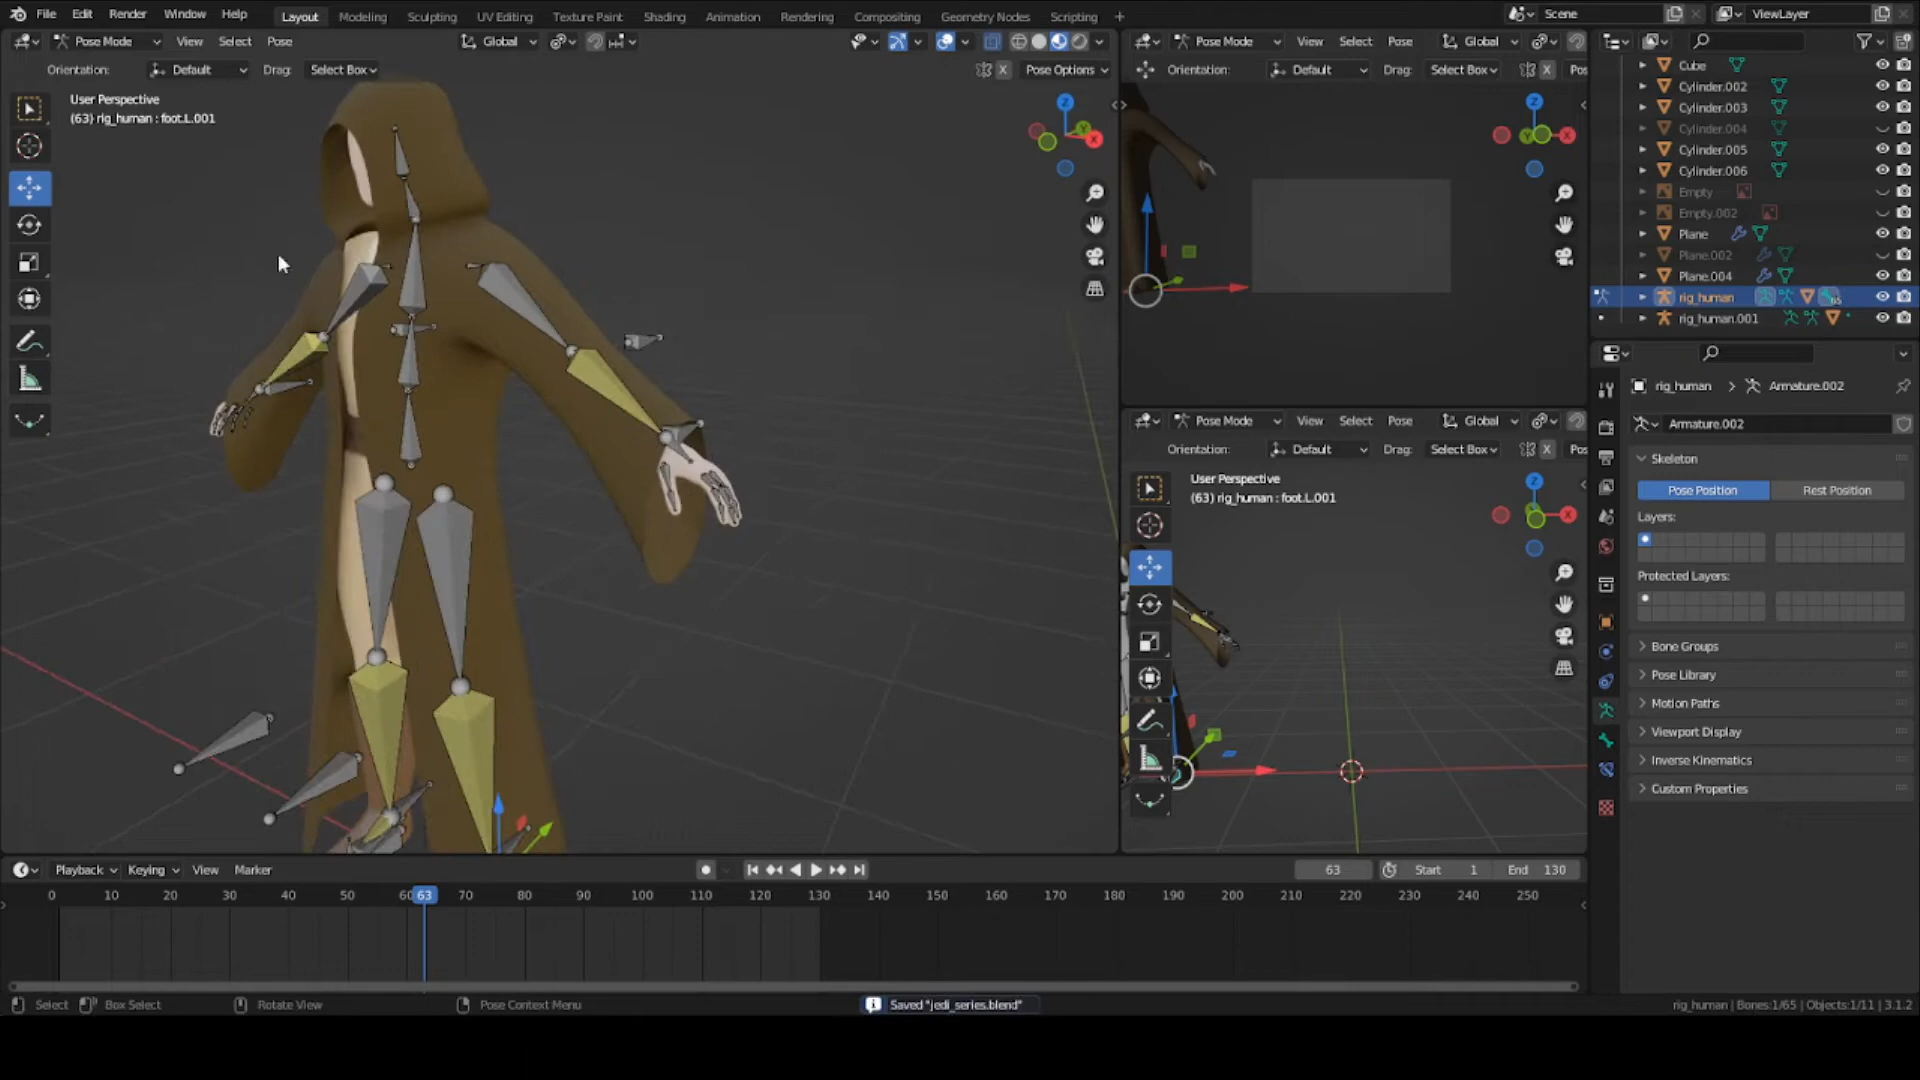 File Edit Render Window Help Layout Modeling Sculpting UV Editing Texture Paint Shading Animation Rendering Compositing Geometry Nodes Scripting + Scene ViewLayer
Pose Mode View Select Pose Global
Orientation: Default Drag: Select Box X Pose Options
User Perspective
(63) rig_human : foot.L.001
Z
X
Pose Mode View Select Pose Global
Orientation: Default Drag: Select Box X Pos
Z
Y
X
Pose Mode View Select Pose Global
Orientation: Default Drag: Select Box X Pos
User Perspective
(63) rig_human : foot.L.001
Z
X
Cube
Cylinder.002
Cylinder.003
Cylinder.004
Cylinder.005
Cylinder.006
Empty
Empty.002
Plane
Plane.002
Plane.004
rig_human
rig_human.001
rig_human > Armature.002
Armature.002
Skeleton
Pose Position Rest Position
Layers:
Protected Layers:
Bone Groups
Pose Library
Motion Paths
Viewport Display
Inverse Kinematics
Custom Properties
Playback Keying View Marker 63 Start 1 End 130
0 10 20 30 40 50 60 63 70 80 90 100 110 120 130 140 150 160 170 180 190 200 210 220 230 240 250
Select Box Select Rotate View Pose Context Menu Saved "jedi_series.blend" rig_human | Bones:1/65 | Objects:1/11 | 3.1.2